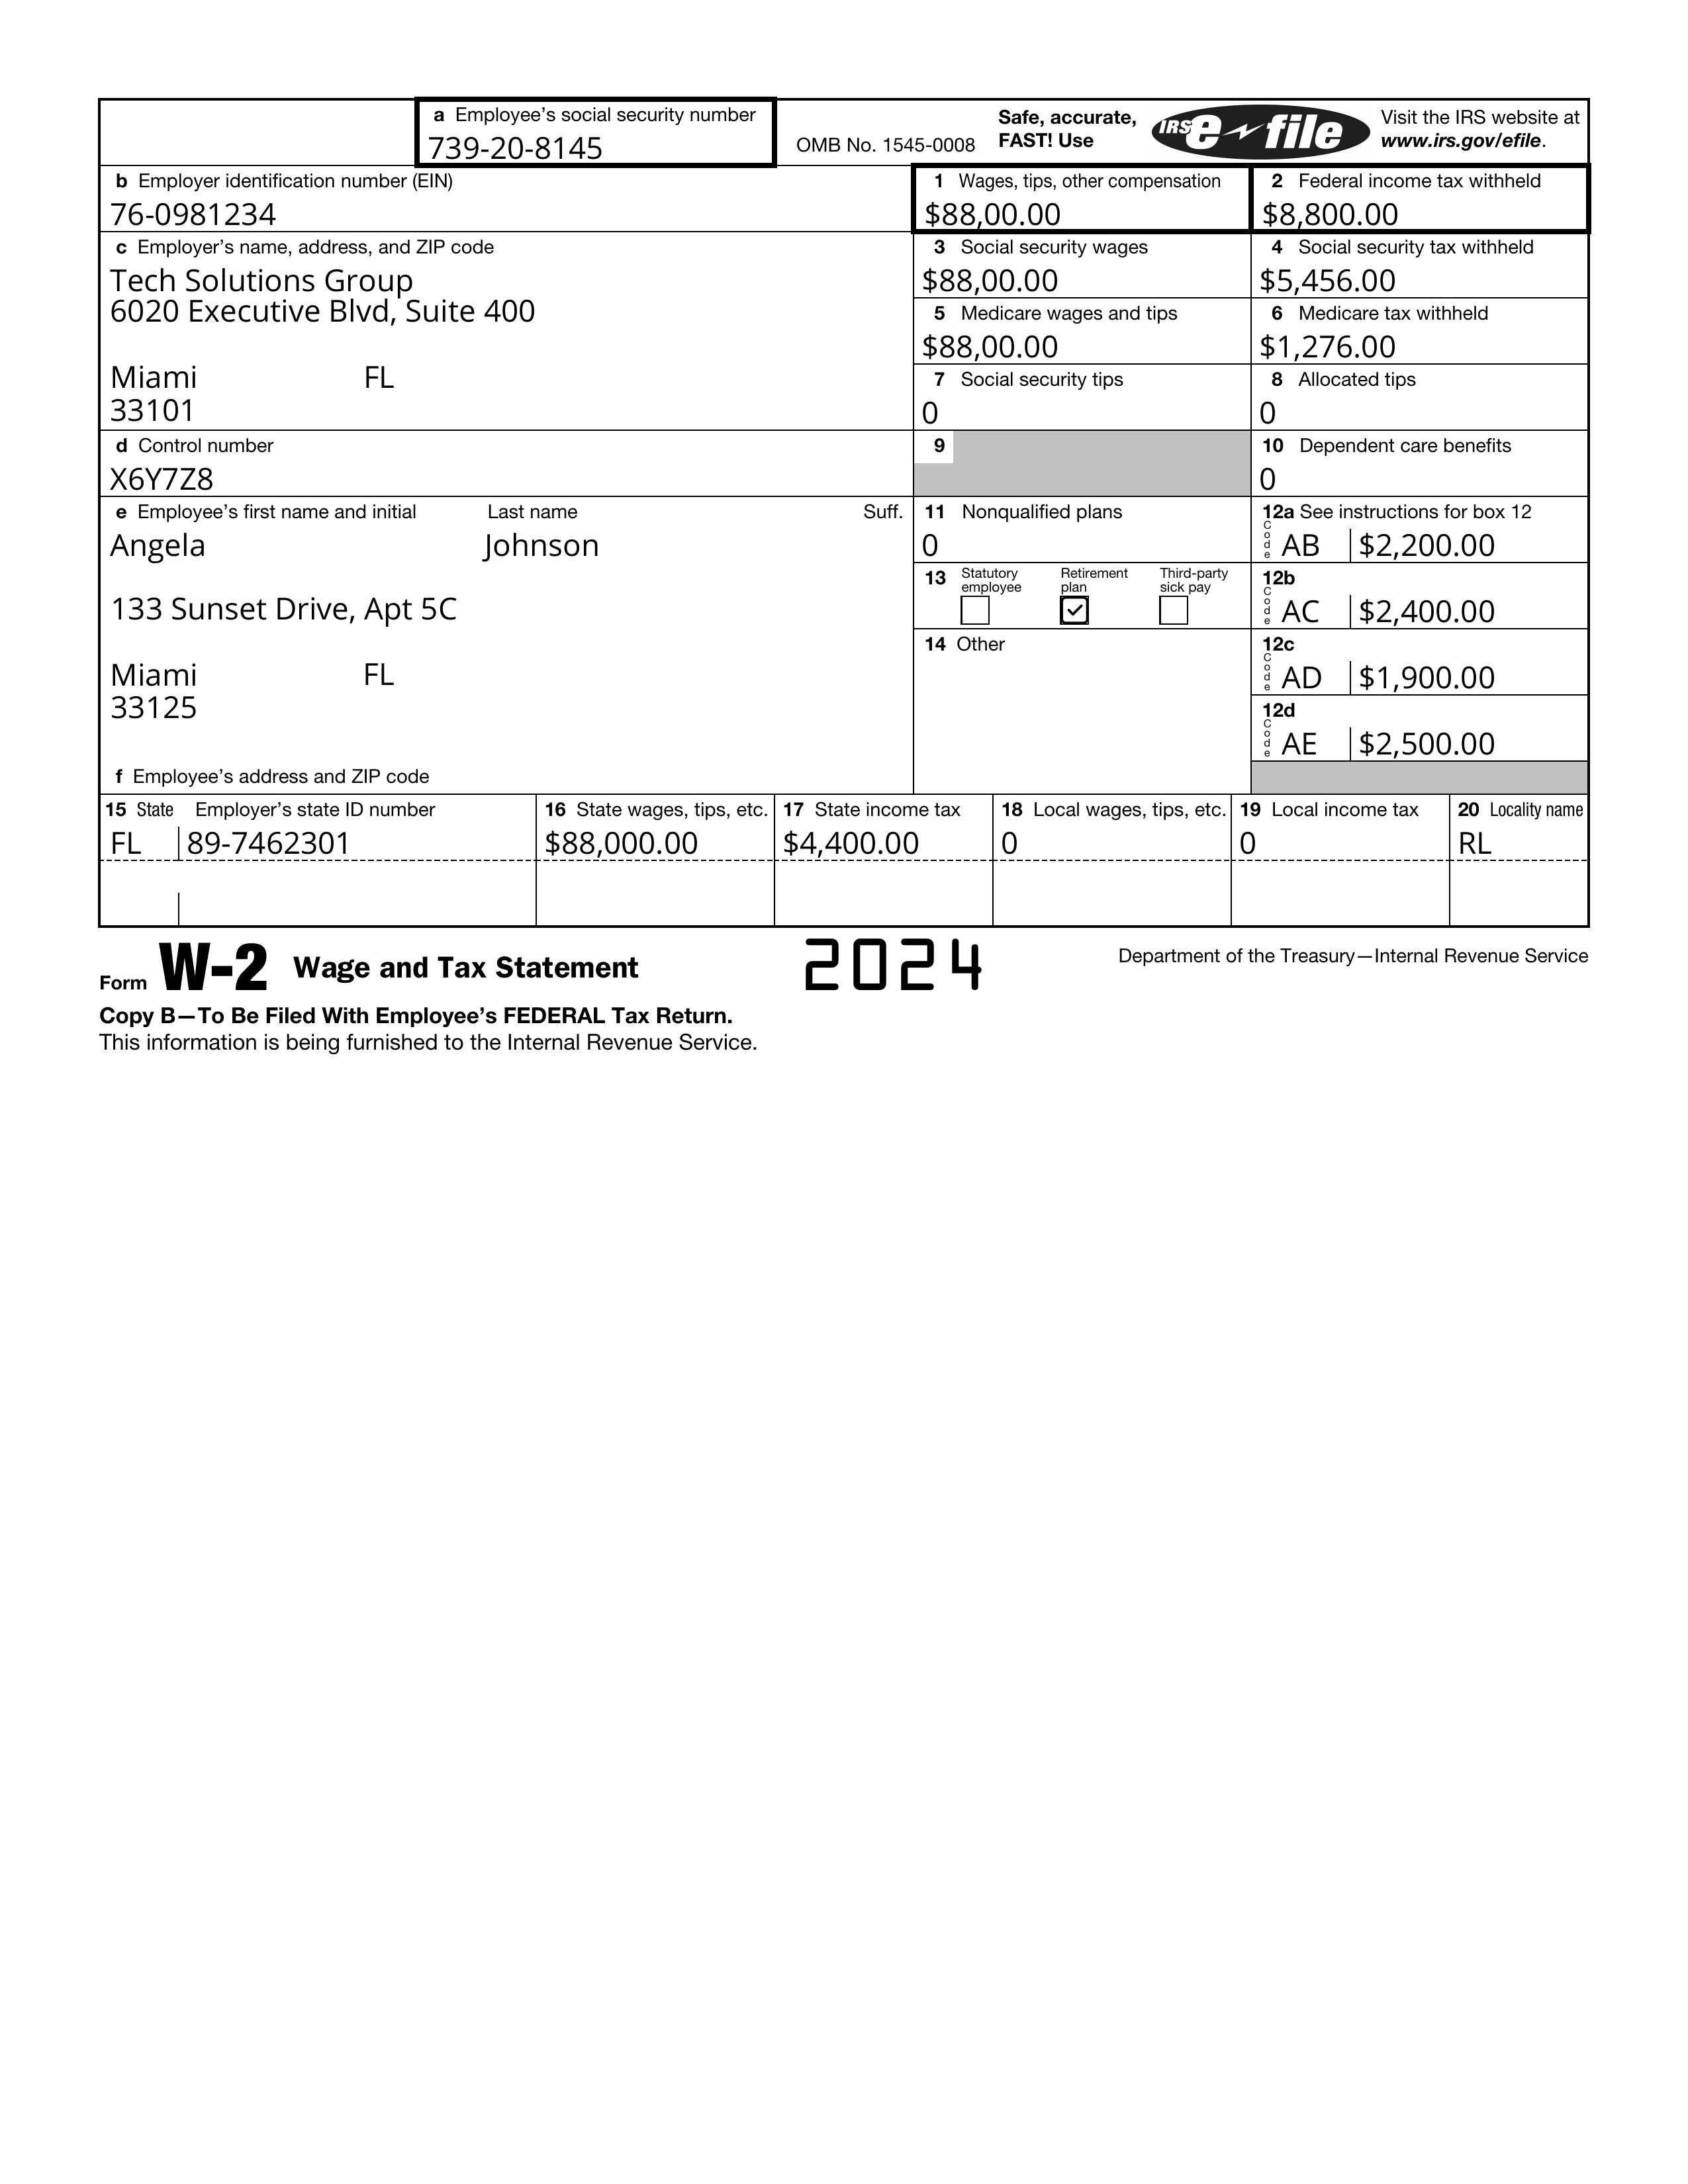 a Employee's social security number
739-20-8145
OMB No. 1545-0008
Safe, accurate,
FAST! Use
IRS e file
Visit the IRS website at
www.irs.gov/efile.
b Employer identification number (EIN)
76-0981234
1 Wages, tips, other compensation
$88,00.00
2 Federal income tax withheld
$8,800.00
c Employer's name, address, and ZIP code
Tech Solutions Group
6020 Executive Blvd, Suite 400
Miami FL
33101
3 Social security wages
$88,00.00
4 Social security tax withheld
$5,456.00
5 Medicare wages and tips
$88,00.00
6 Medicare tax withheld
$1,276.00
7 Social security tips
0
8 Allocated tips
0
d Control number
X6Y7Z8
9
10 Dependent care benefits
0
e Employee's first name and initial Last name Suff.
Angela Johnson
133 Sunset Drive, Apt 5C
Miami FL
33125
f Employee's address and ZIP code
11 Nonqualified plans
0
12a See instructions for box 12
Code AB $2,200.00
13 Statutory employee Retirement plan Third-party sick pay
12b
Code AC $2,400.00
14 Other
12c
Code AD $1,900.00
12d
Code AE $2,500.00
15 State Employer's state ID number 16 State wages, tips, etc. 17 State income tax 18 Local wages, tips, etc. 19 Local income tax 20 Locality name
FL 89-7462301 $88,000.00 $4,400.00 0 0 RL
Form W-2 Wage and Tax Statement 2024 Department of the Treasury—Internal Revenue Service
Copy B—To Be Filed With Employee's FEDERAL Tax Return.
This information is being furnished to the Internal Revenue Service.